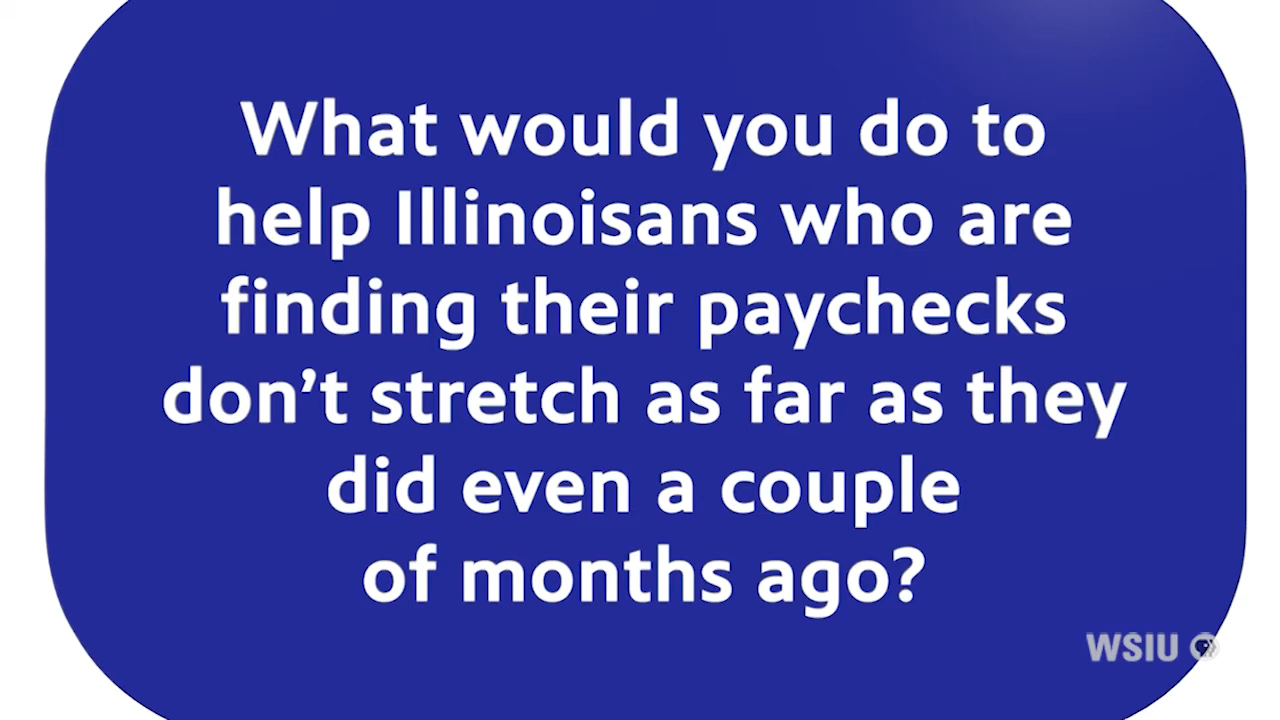 What would you do to
help Illinoisans who are
finding their paychecks
don’t stretch as far as they
did even a couple
of months ago?
WSIU